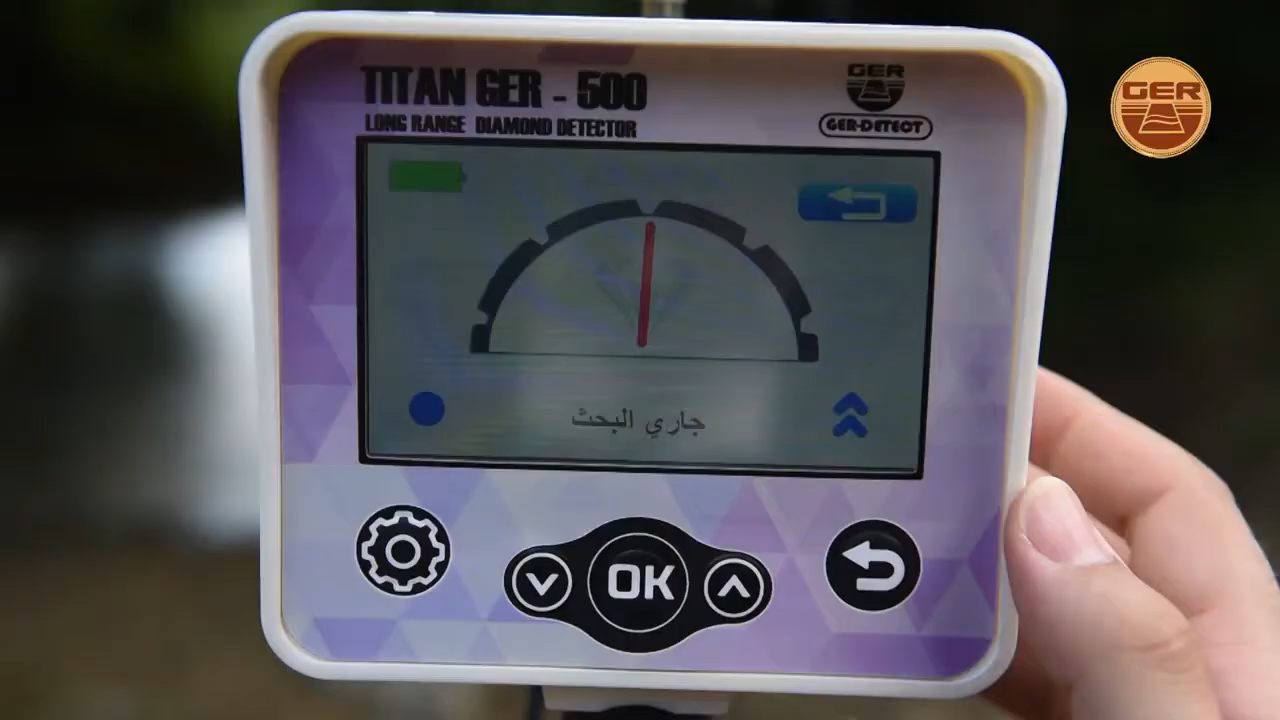 TITAN GER - 500
LONG RANGE DIAMOND DETECTOR
GER
GER-DETECT
GER
جاري البحث
OK